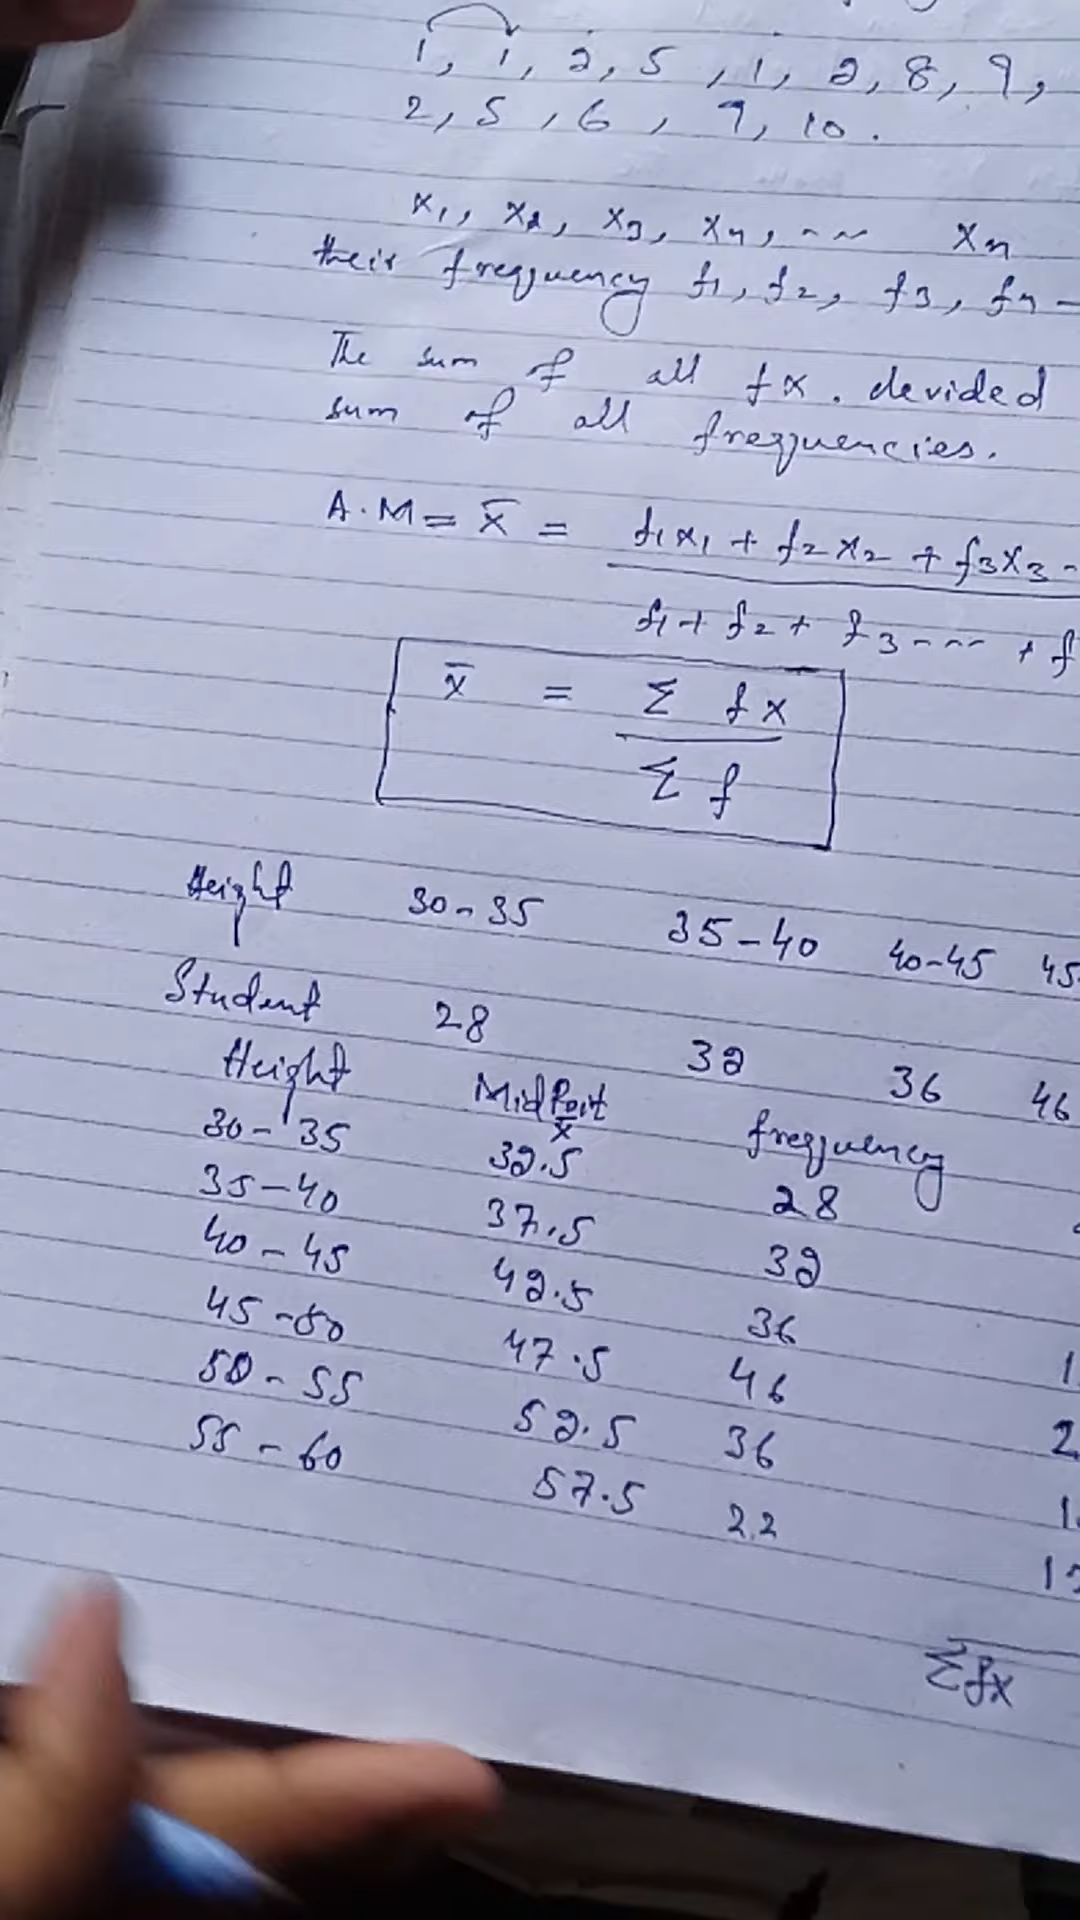 1, 1, 2, 5, 1, 2, 8, 9,
2, 5, 6, 7, 10.
x1, x2, x3, x4, --- xn
their frequency f1, f2, f3, f4 -
The sum of all fx. devided
sum of all frequencies.
A.M = x̄ = f1x1 + f2x2 + f3x3 -
f1 + f2 + f3 ---- + f
x̄ = Σ fx
Σ f
Height 30-35 35-40 40-45 45-
Student 28 32 36 46
Height MidPoit x frequency
30-35 32.5 28
35-40 37.5 32
40-45 42.5 36
45-50 47.5 46
50-55 52.5 36
55-60 57.5 22
Σfx